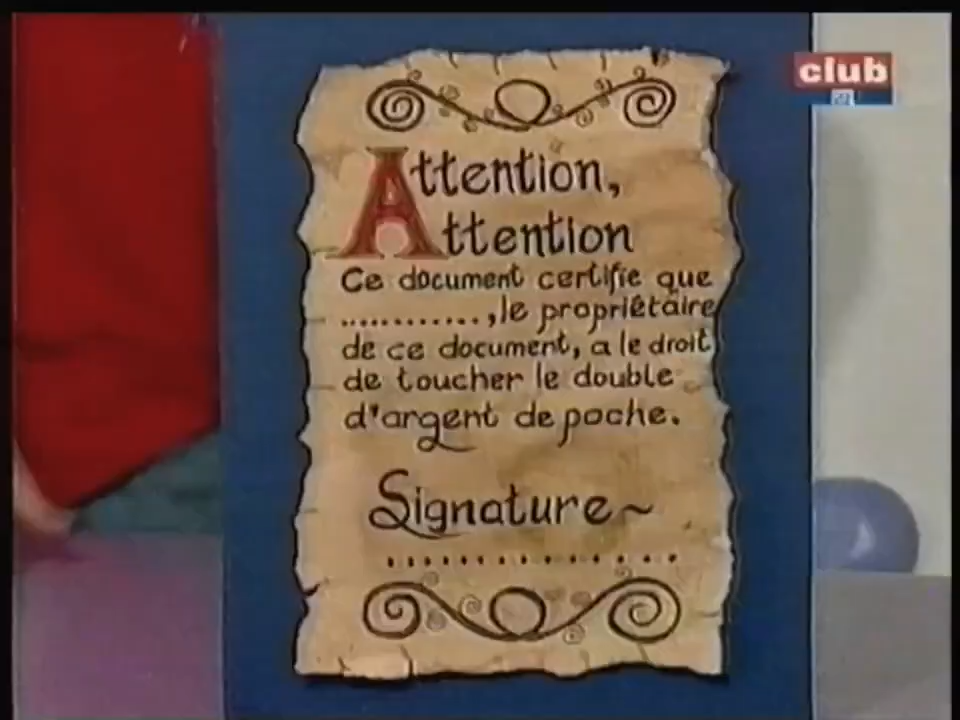 club
Attention,
Attention
Ce document certifie que
............,le propriétaire
de ce document, a le droit
de toucher le double
d'argent de poche.
Signature~
..............